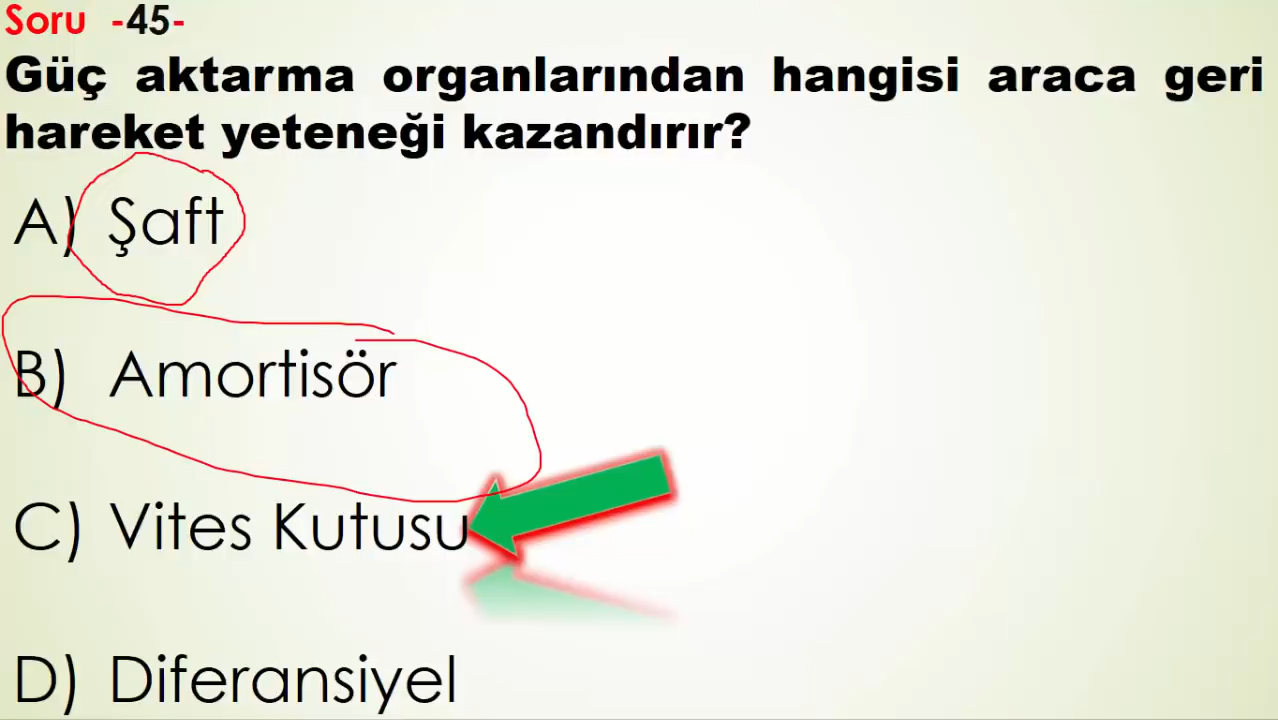 Soru -45-
Güç aktarma organlarından hangisi araca geri
hareket yeteneği kazandırır?
A) Şaft
B) Amortisör
C) Vites Kutusu
D) Diferansiyel